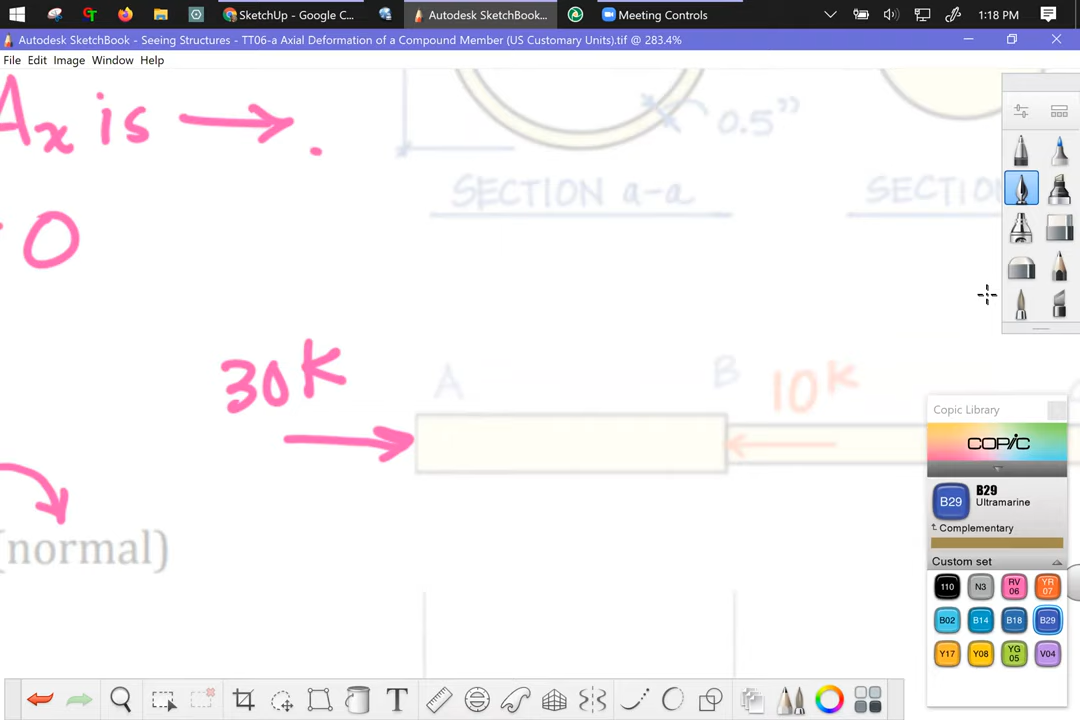 SketchUp - Google C...
Autodesk SketchBook...
Meeting Controls
1:18 PM
Autodesk SketchBook - Seeing Structures - TT06-a Axial Deformation of a Compound Member (US Customary Units).tif @ 283.4%
File Edit Image Window Help
Ax is → .
0.5"
SECTION a-a
SECTIO
0
30K
A
B
10K
(normal)
Copic Library
COPIC
B29
B29
Ultramarine
Complementary
Custom set
110 N3 RV 06 YR 07
B02 B14 B18 B29
Y17 Y08 YG 05 V04
T